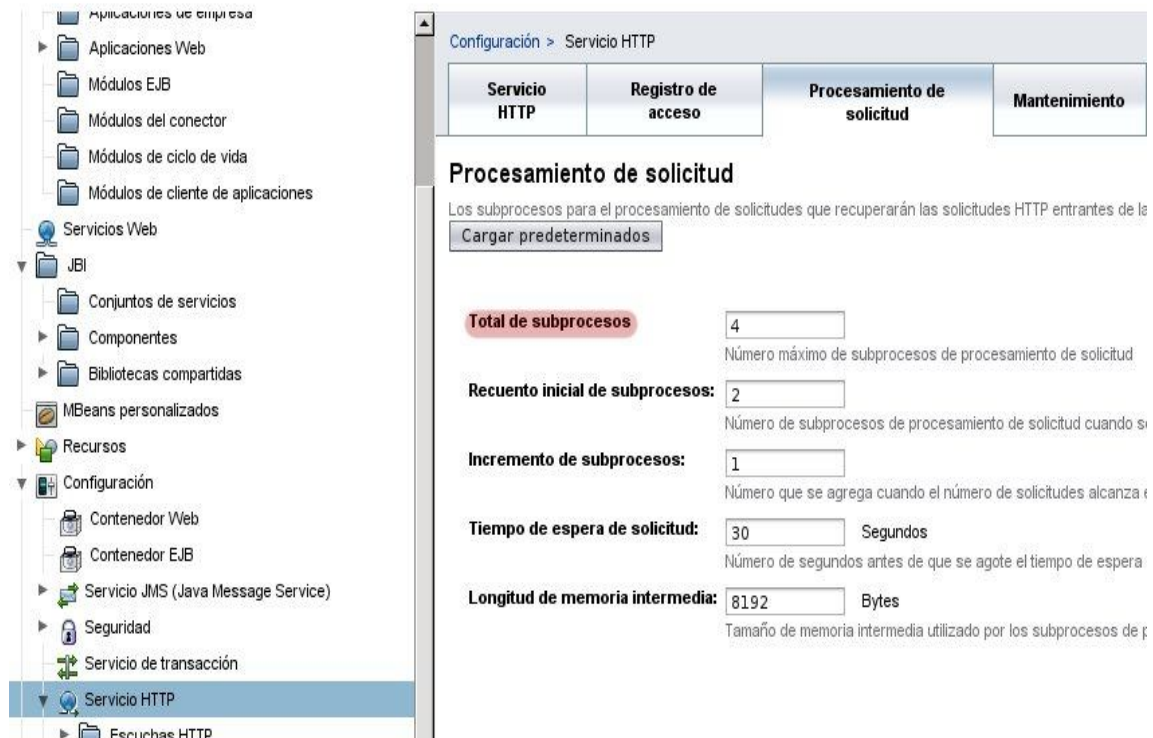 Aplicaciones de empresa
Aplicaciones Web
Módulos EJB
Módulos del conector
Módulos de ciclo de vida
Módulos de cliente de aplicaciones
Servicios Web
JBI
Conjuntos de servicios
Componentes
Bibliotecas compartidas
MBeans personalizados
Recursos
Configuración
Contenedor Web
Contenedor EJB
Servicio JMS (Java Message Service)
Seguridad
Servicio de transacción
Servicio HTTP
Escuchas HTTP
Configuración > Servicio HTTP
Servicio HTTP
Registro de acceso
Procesamiento de solicitud
Mantenimiento
Procesamiento de solicitud
Los subprocesos para el procesamiento de solicitudes que recuperarán las solicitudes HTTP entrantes de la
Cargar predeterminados
Total de subprocesos
4
Número máximo de subprocesos de procesamiento de solicitud
Recuento inicial de subprocesos: 2
Número de subprocesos de procesamiento de solicitud cuando se
Incremento de subprocesos: 1
Número que se agrega cuando el número de solicitudes alcanza e
Tiempo de espera de solicitud: 30 Segundos
Número de segundos antes de que se agote el tiempo de espera
Longitud de memoria intermedia: 8192 Bytes
Tamaño de memoria intermedia utilizado por los subprocesos de p